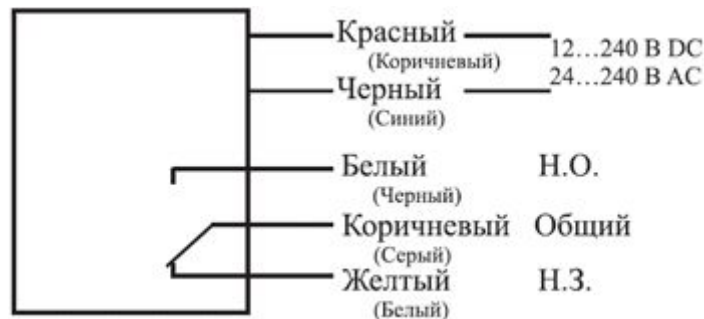 Красный
(Коричневый)
12...240 В DC
24...240 В AC
Черный
(Синий)
Белый Н.О.
(Черный)
Коричневый Общий
(Серый)
Желтый Н.З.
(Белый)